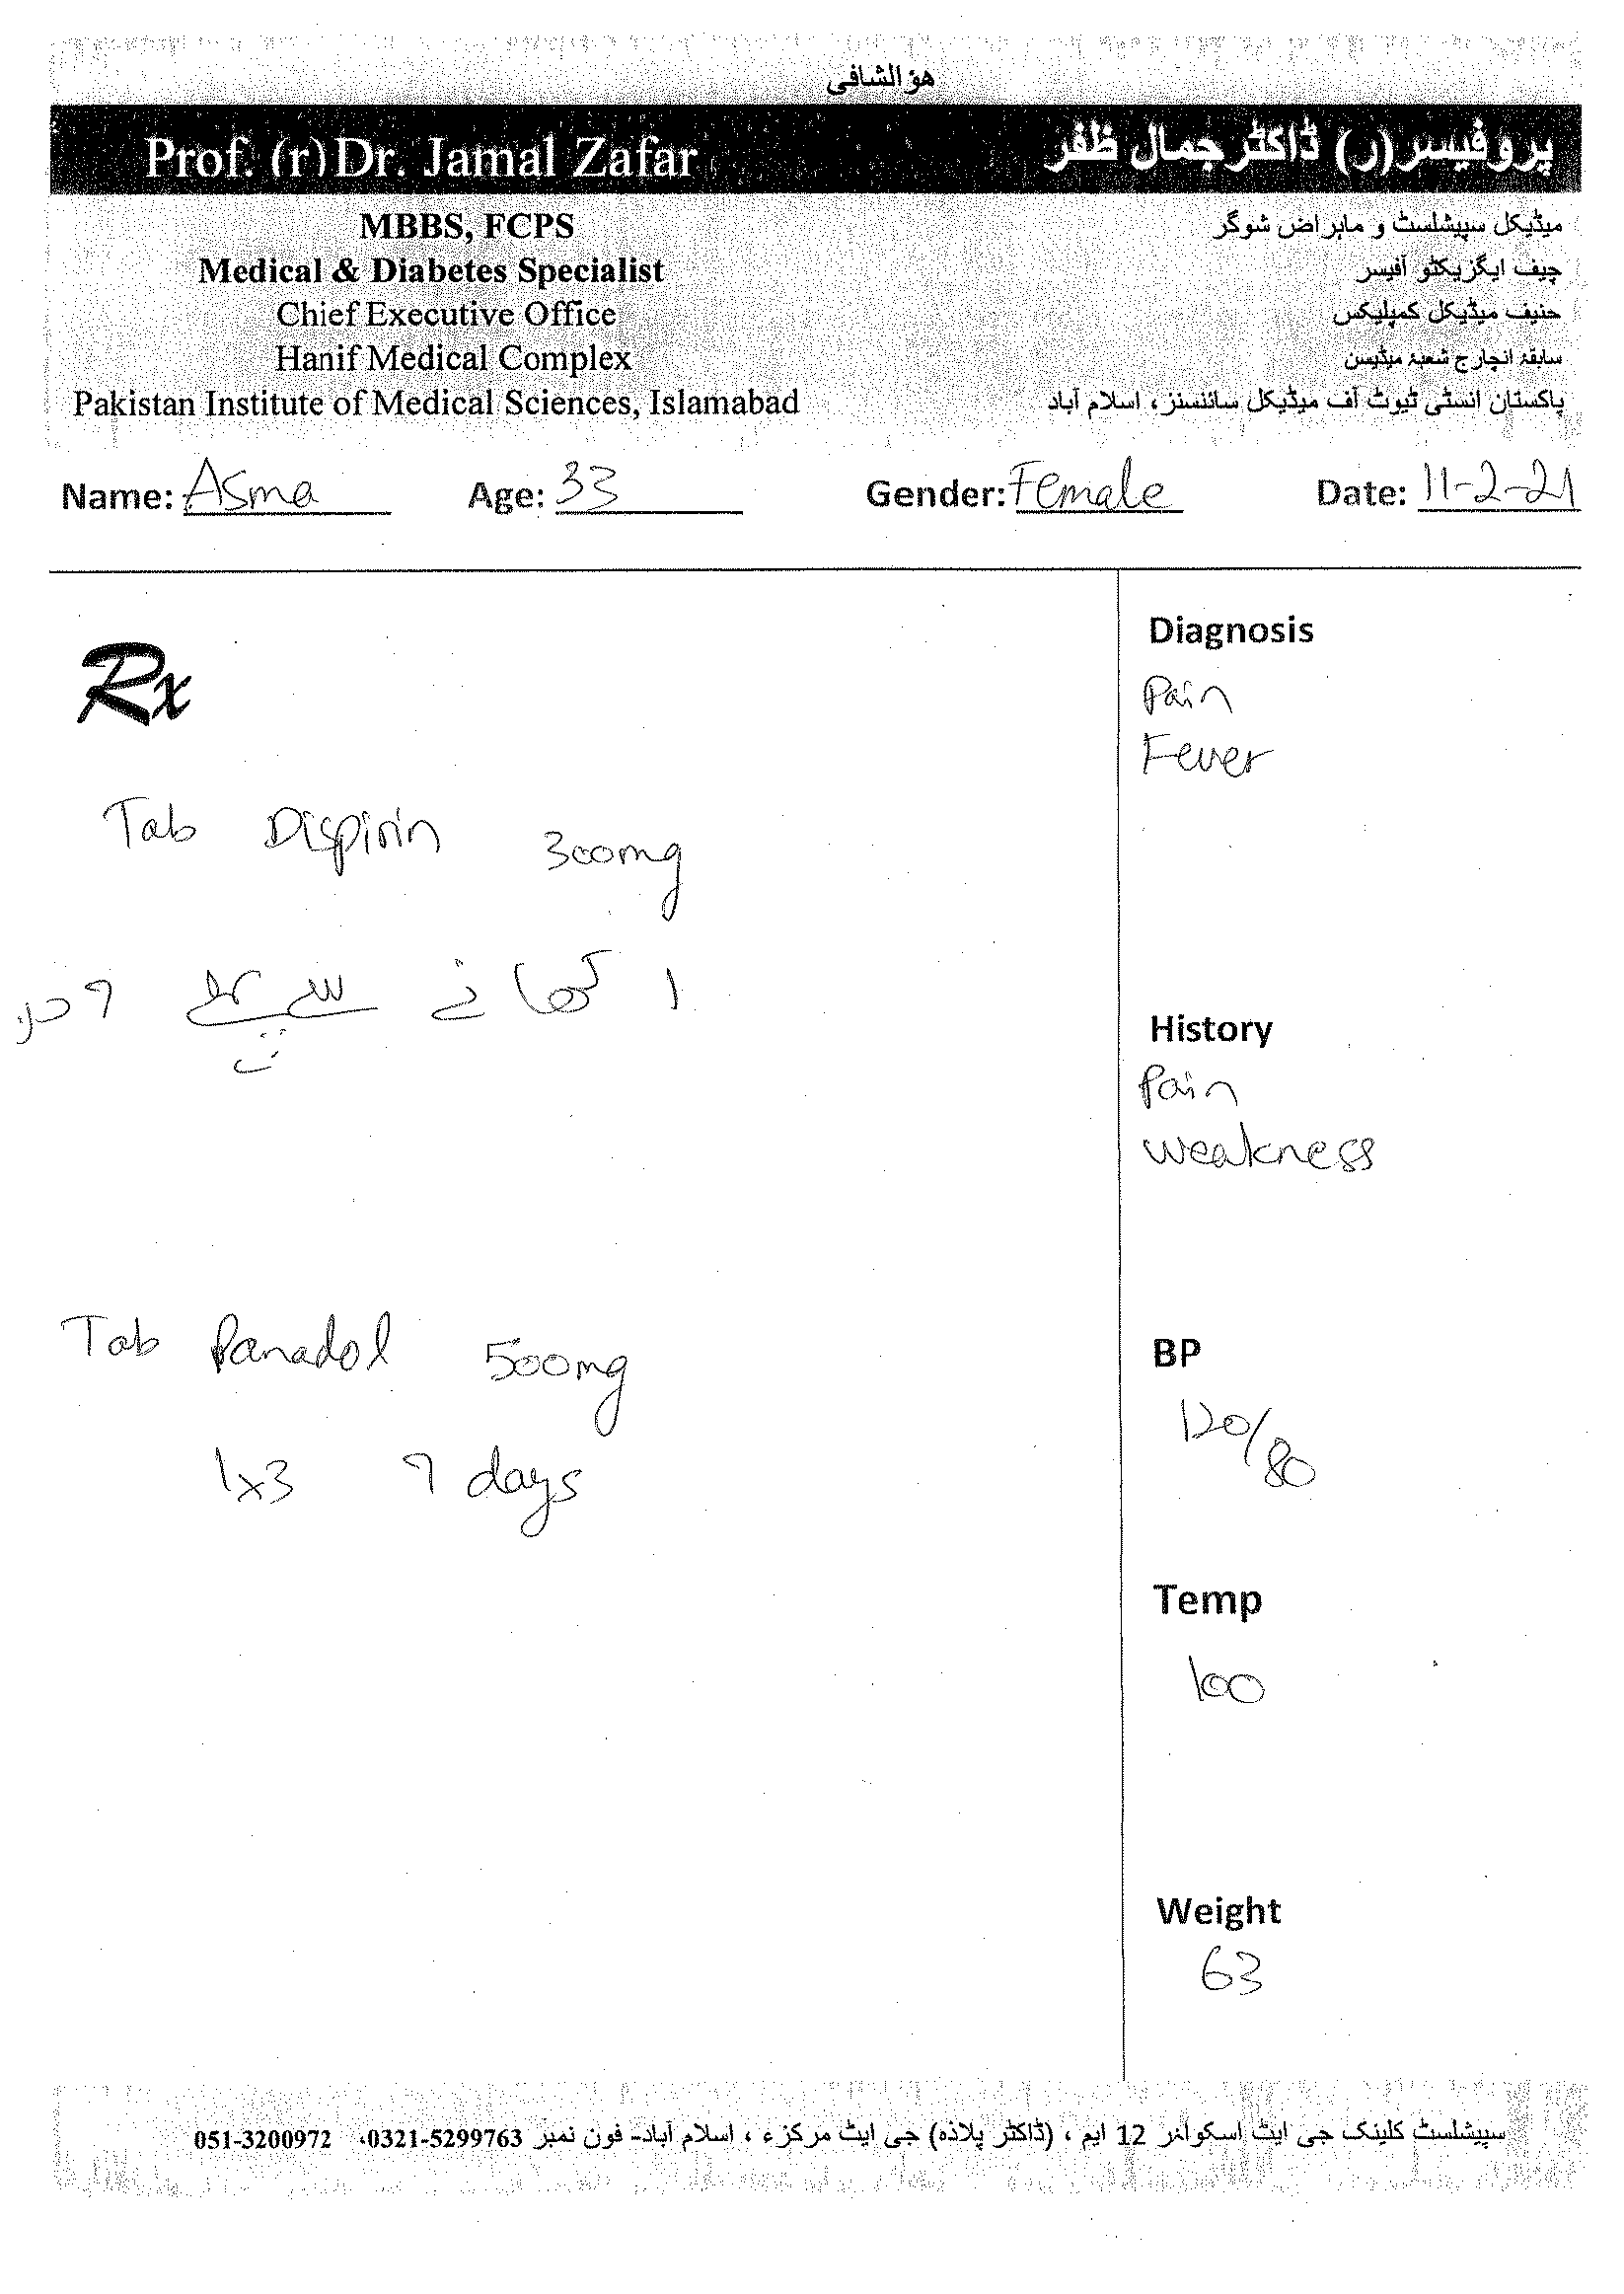 ھوالشافی
Prof. (r) Dr. Jamal Zafar
پروفیسر(ر) ڈاکٹر جمال ظفر
MBBS, FCPS
Medical & Diabetes Specialist
Chief Executive Office
Hanif Medical Complex
Pakistan Institute of Medical Sciences, Islamabad
میڈیکل سپیشلسٹ و ماہر امراض شوگر
چیف ایگزیکٹو آفیسر
حنیف میڈیکل کمپلیکس
سابقہ انچارج شعبۂ میڈیسن
پاکستان انسٹی ٹیوٹ آف میڈیکل سائنسز، اسلام آباد
Name: Asma Age: 33 Gender: Female Date: 11-2-21
Rx
Tab Dispirin 300mg
1 کھانے سے پہلے 7 دن
Tab Panadol 500mg
1x3 7 days
Diagnosis
Pain
Fever
History
Pain
weakness
BP
120/80
Temp
100
Weight
63
سپیشلسٹ کلینک جی ایٹ اسکوائر 12 ایم ، (ڈاکٹر پلازہ) جی ایٹ مرکزء ، اسلام آباد- فون نمبر 0321-5299763، 051-3200972